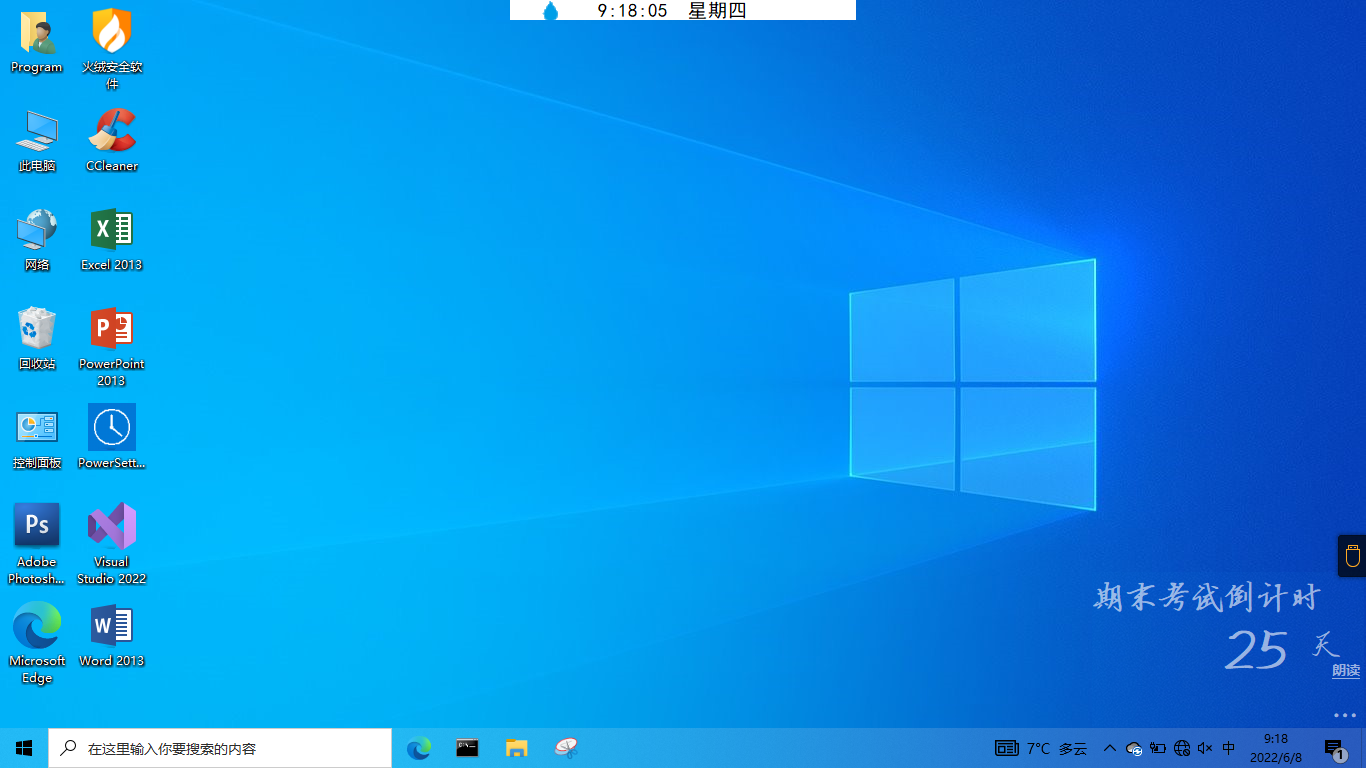 9:18:05 星期四
Program
火绒安全软
件
此电脑
CCleaner
网络
Excel 2013
回收站
PowerPoint
2013
控制面板
PowerSett...
Ps
Adobe
Photosh...
Visual
Studio 2022
Microsoft
Edge
Word 2013
期末考试倒计时
25 天
朗读
在这里输入你要搜索的内容
7°C 多云
中
9:18
2022/6/8
1